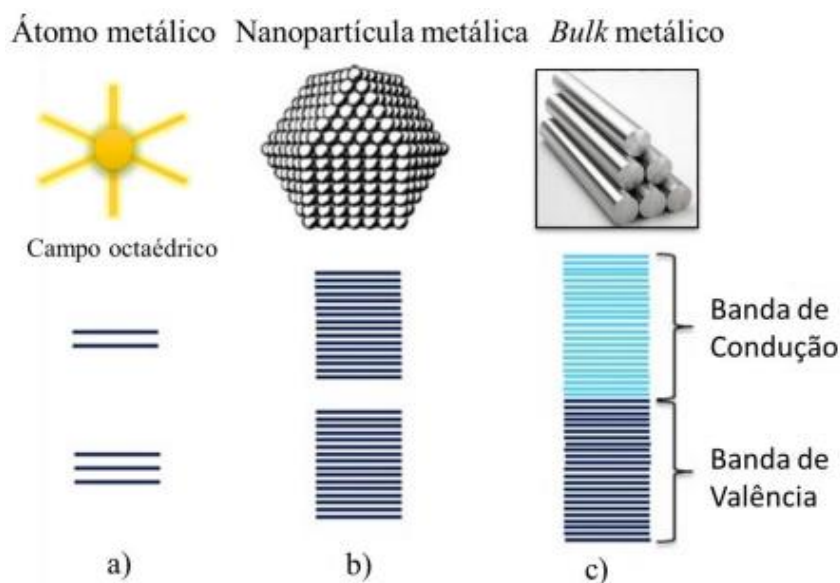 Átomo metálico Nanopartícula metálica Bulk metálico
Campo octaédrico
Banda de
Condução
Banda de
Valência
a) b) c)